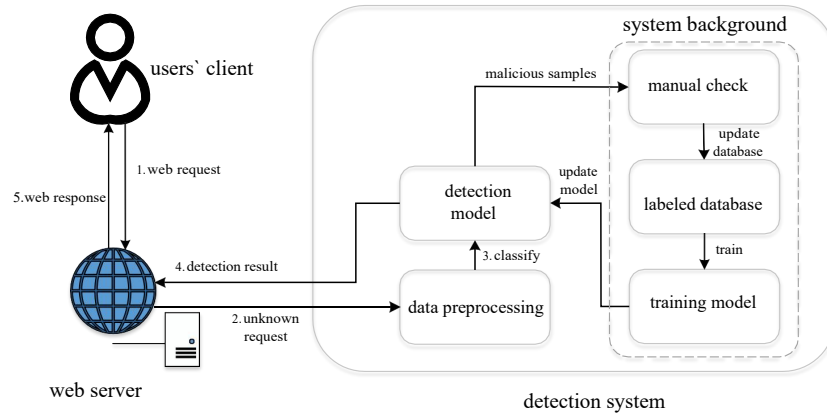 system background
users` client
malicious samples
manual check
update
database
1.web request
5.web response
detection
model
update
model
labeled database
train
4.detection result
3.classify
2.unknown
request
data preprocessing
training model
web server
detection system